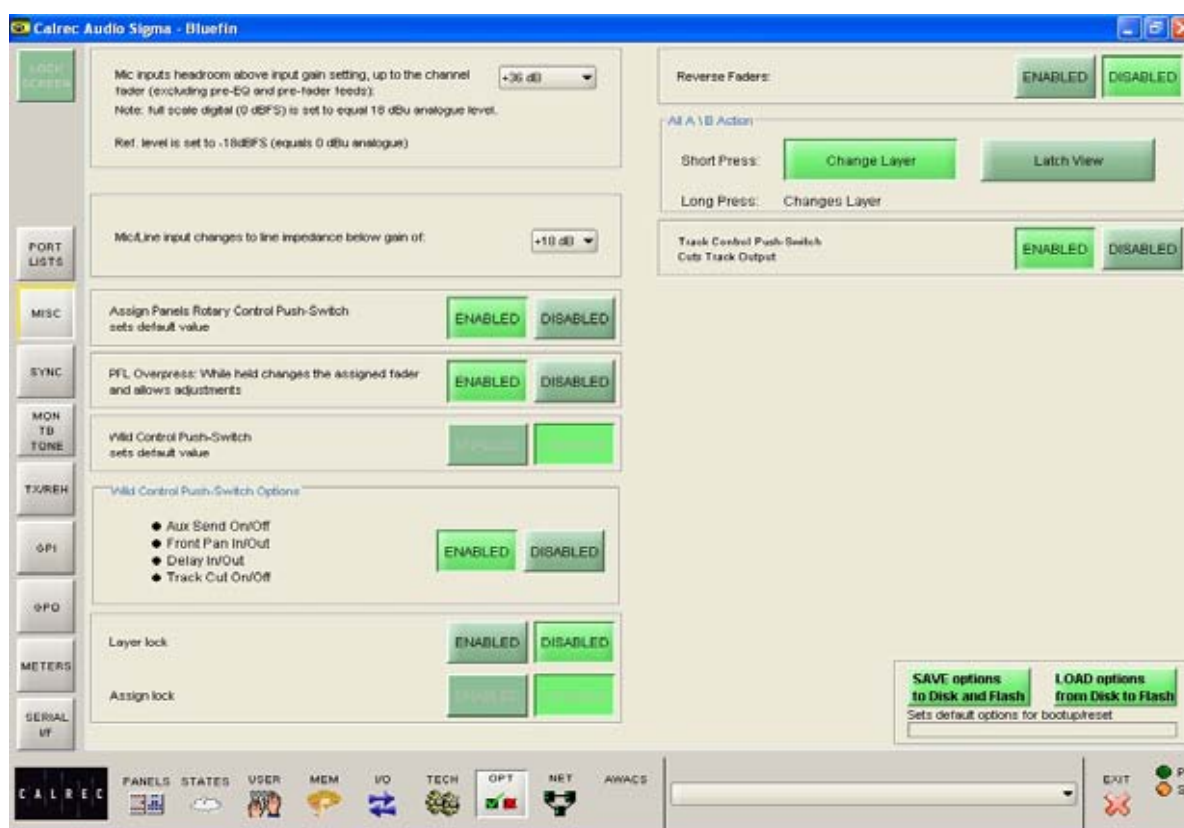 Calrec Audio Sigma - Bluefin
LOCK
SCREEN
Mic inputs headroom above input gain setting, up to the channel
fader (excluding pre-EQ and pre-fader feeds):
+36 dB
Note: full scale digital (0 dBFS) is set to equal 18 dBu analogue level.
Ref. level is set to -18dBFS (equals 0 dBu analogue)
Mic/Line input changes to line impedance below gain of:
+18 dB
Assign Panels Rotary Control Push-Switch
sets default value
ENABLED DISABLED
PFL Overpress: While held changes the assigned fader
and allows adjustments
ENABLED DISABLED
Wild Control Push-Switch
sets default value
Wild Control Push-Switch Options
Aux Send On/Off
Front Pan In/Out
Delay In/Out
Track Cut On/Off
ENABLED DISABLED
Layer lock
ENABLED DISABLED
Assign lock
Reverse Faders:
ENABLED DISABLED
All A \ B Action
Short Press:
Change Layer
Latch View
Long Press: Changes Layer
Track Control Push-Switch
Cuts Track Output
ENABLED DISABLED
PORT
LISTS
MISC
SYNC
MON
TB
TONE
TX/REH
GPI
GPO
METERS
SERIAL
I/F
SAVE options
to Disk and Flash
LOAD options
from Disk to Flash
Sets default options for bootup/reset
CALREC
PANELS STATES USER MEM I/O TECH OPT NET AWACS
EXIT
P
S